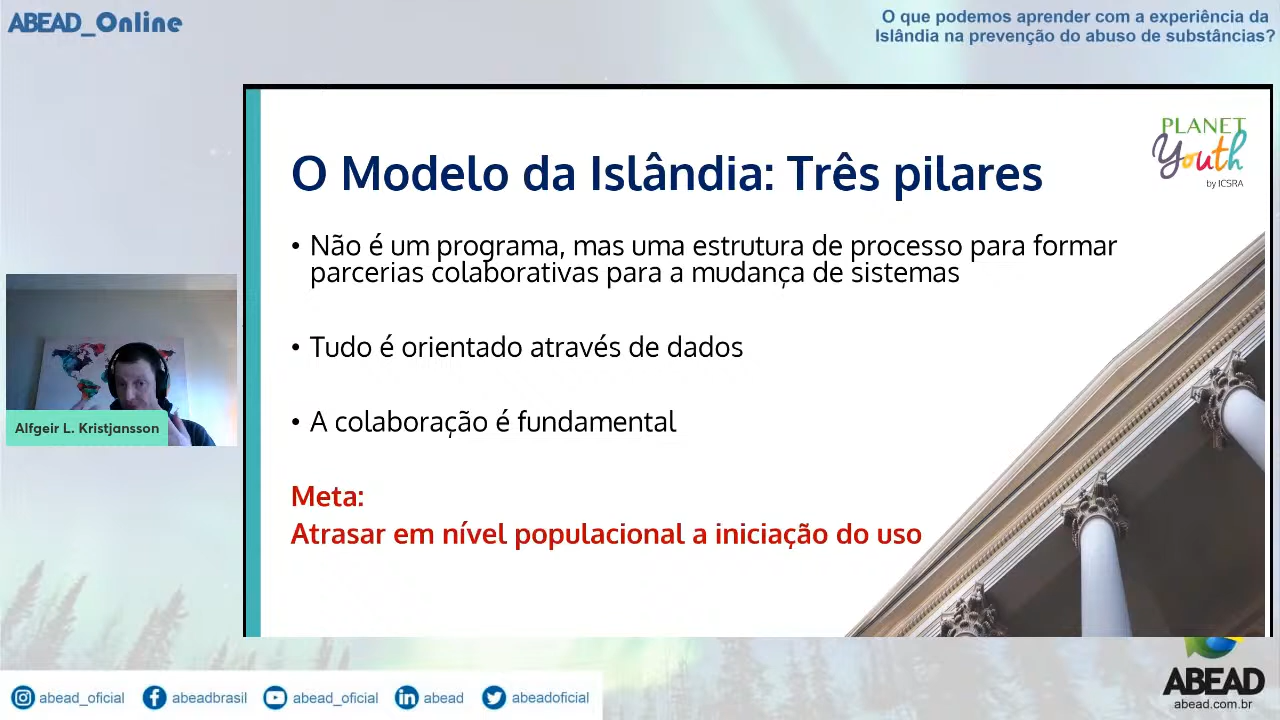 ABEAD_Online
O que podemos aprender com a experiência da
Islândia na prevenção do abuso de substâncias?
PLANET
Youth
by ICSRA
O Modelo da Islândia: Três pilares
• Não é um programa, mas uma estrutura de processo para formar
parcerias colaborativas para a mudança de sistemas
• Tudo é orientado através de dados
• A colaboração é fundamental
Meta:
Atrasar em nível populacional a iniciação do uso
Alfgeir L. Kristjansson
abead_oficial
abeadbrasil
abead_oficial
abead
abeadoficial
ABEAD
abead.com.br